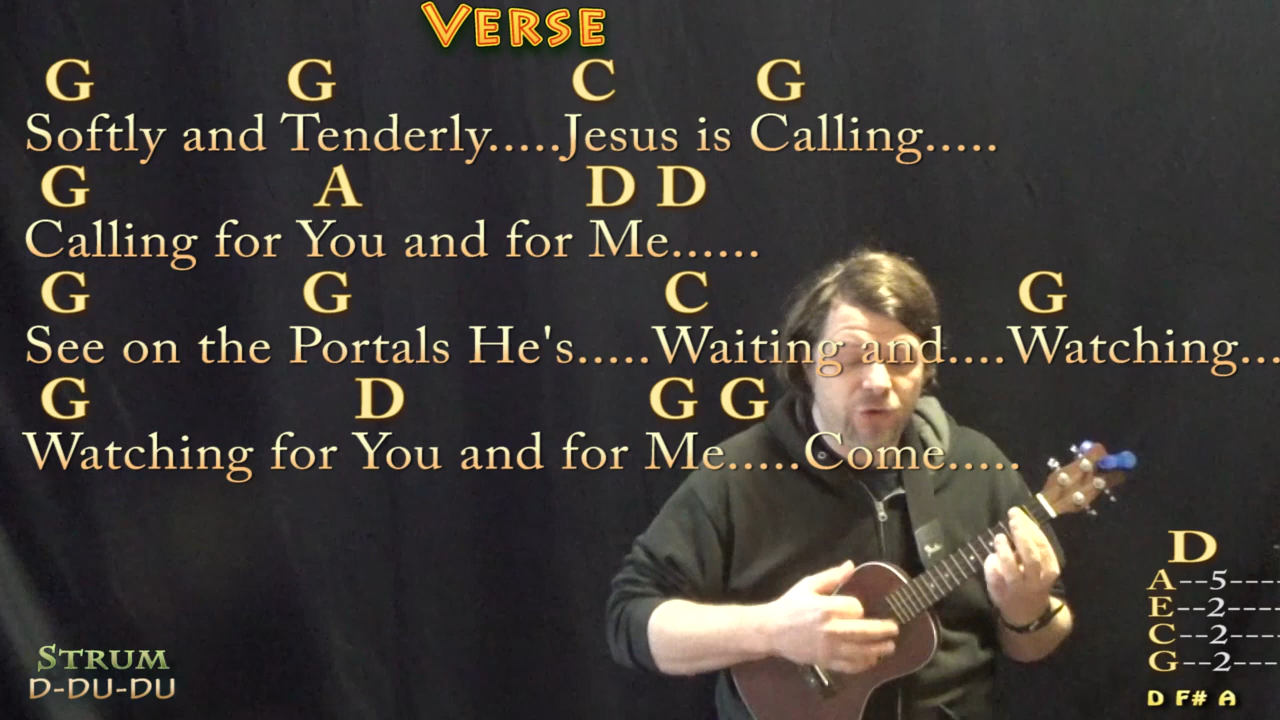 VERSE
G G C G
Softly and Tenderly.....Jesus is Calling.....
G A D D
Calling for You and for Me......
G G C G
See on the Portals He's.....Waiting and....Watching...
G D G G
Watching for You and for Me.....Come.....
D
A--5----
E--2----
C--2----
G--2---
D F# A
STRUM
D-DU-DU